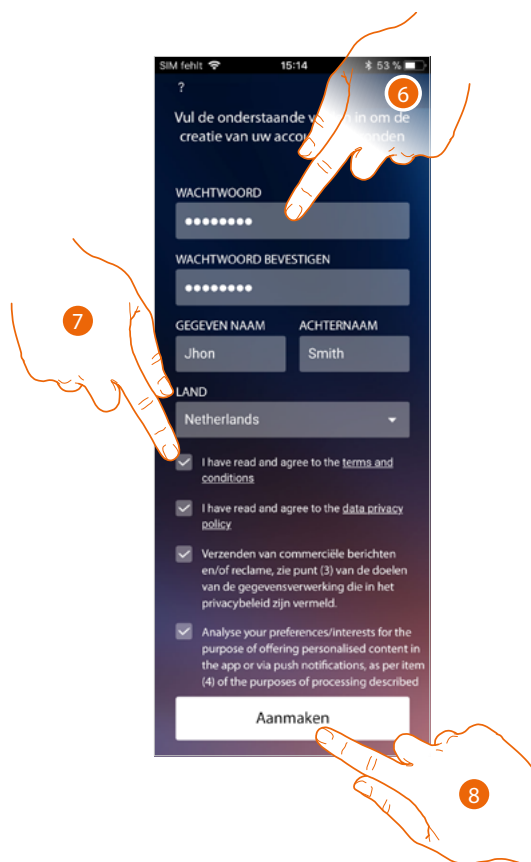 SIM fehlt 15:14 53 %
?
6
Vul de onderstaande in om de
creatie van uw
WACHTWOORD
WACHTWOORD BEVESTIGEN
7
GEGEVEN NAAM ACHTERNAAM
Jhon Smith
LAND
Netherlands
I have read and agree to the terms and
conditions
I have read and agree to the data privacy
policy
Verzenden van commerciële berichten
en/of reclame, zie punt (3) van de doelen
van de gegevensverwerking die in het
privacybeleid zijn vermeld.
Analyse your preferences/interests for the
purpose of offering personalised content in
the app or via push notifications, as per item
(4) of the purposes of processing described
Aanmaken
8